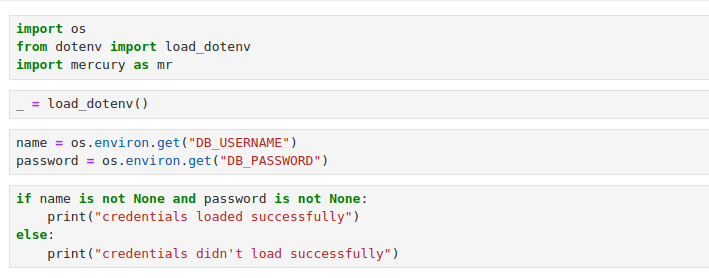 import os
from dotenv import load_dotenv
import mercury as mr
_ = load_dotenv()
name = os.environ.get("DB_USERNAME")
password = os.environ.get("DB_PASSWORD")
if name is not None and password is not None:
    print("credentials loaded successfully")
else:
    print("credentials didn't load successfully")